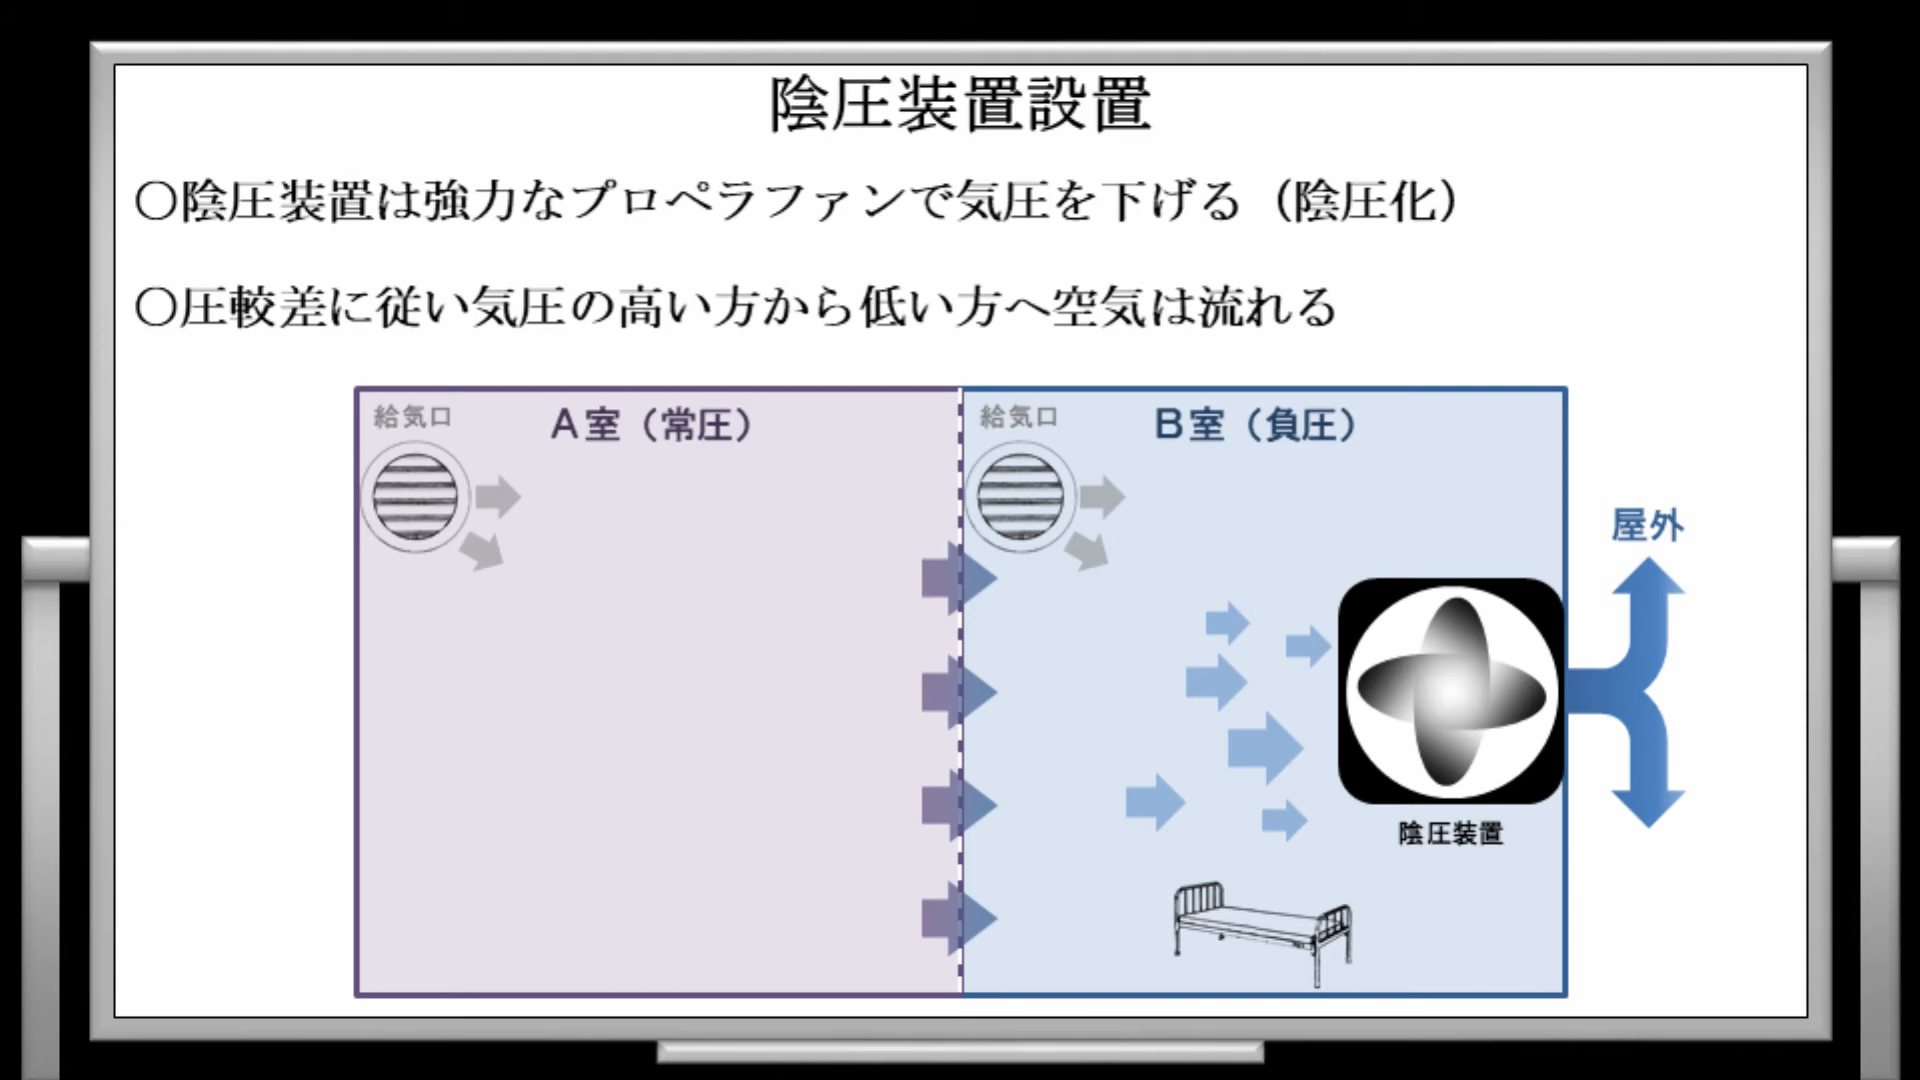 陰圧装置設置
〇陰圧装置は強力なプロペラファンで気圧を下げる（陰圧化）
〇圧較差に従い気圧の高い方から低い方へ空気は流れる
給気口
A室（常圧）
給気口
B室（負圧）
屋外
陰圧装置